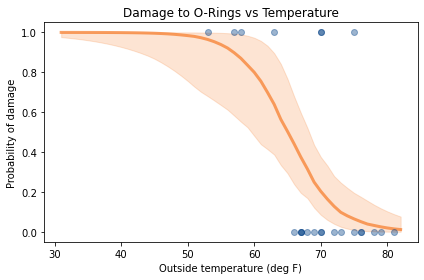 Damage to O-Rings vs Temperature
Probability of damage
1.0
0.8
0.6
0.4
0.2
0.0
30 40 50 60 70 80
Outside temperature (deg F)